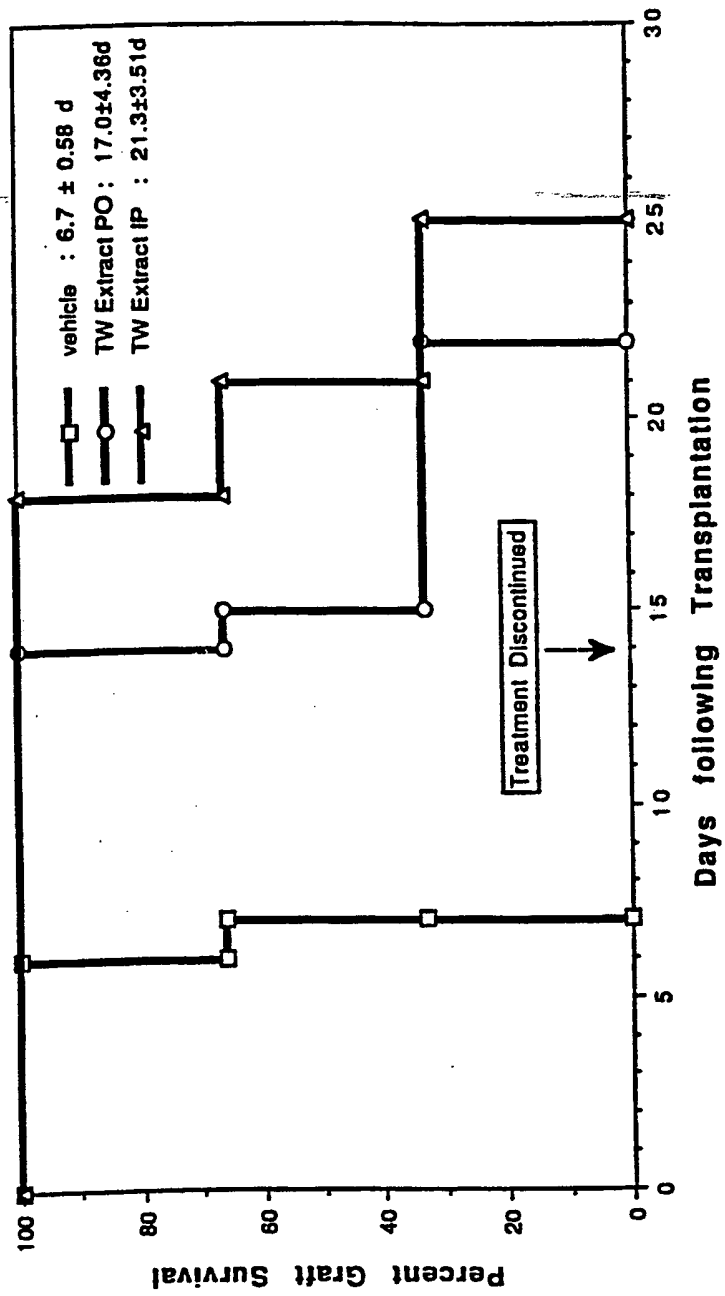 Percent Graft Survival
100
80
60
40
20
0
vehicle : 6.7 ± 0.58 d
TW Extract PO : 17.0±4.36d
TW Extract IP : 21.3±3.51d
Treatment Discontinued
0
5
10
15
20
25
30
Days following Transplantation